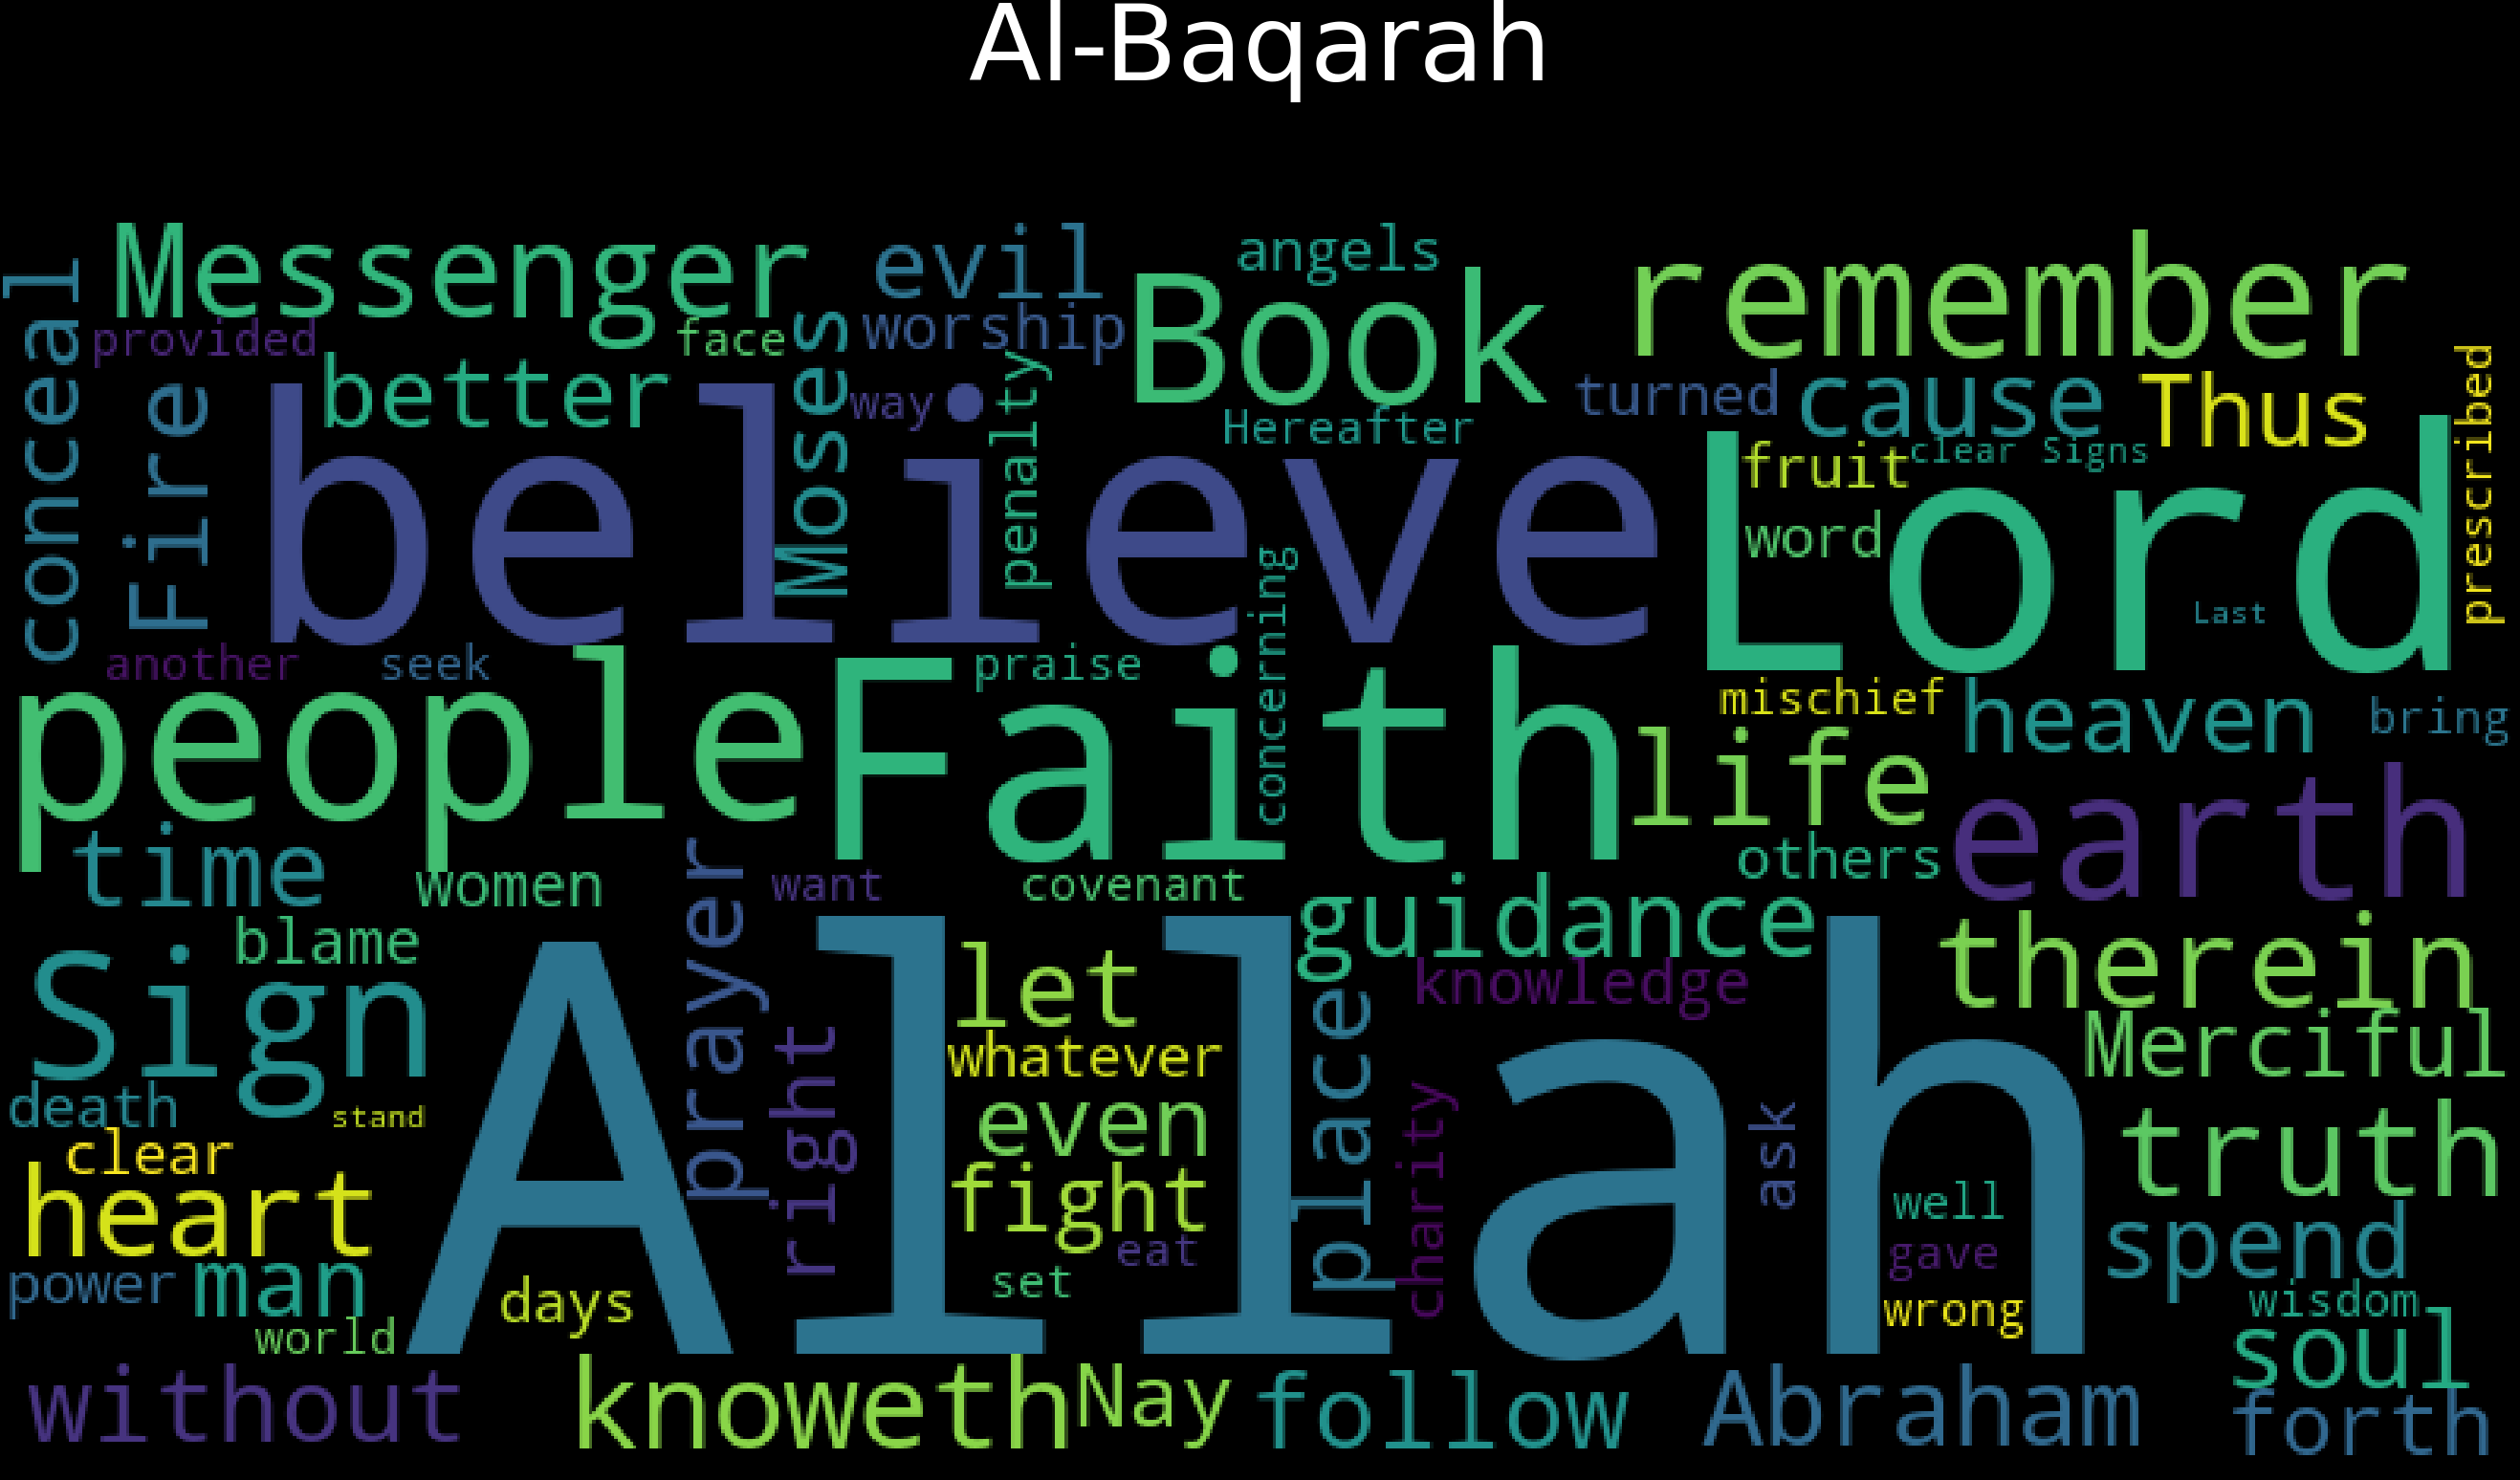 Al-Baqarah
conceal
Messenger
provided
face
evil
worship
angels
Book
remember
Fire
better
Moses
way
penalty
Hereafter
turned
cause
Thus
prescribed
believe
fruit
clear Signs
word
Lord
Last
another
seek
praise
concerning
mischief
heaven
bring
people
Faith
life
earth
time
women
prayer
want
covenant
others
guidance
blame
Sign
let
knowledge
therein
Merciful
Allah
right
whatever
place
charity
ask
death
stand
even
truth
clear
heart
fight
well
spend
power
man
days
eat
set
gave
wrong
wisdom
world
soul
without
knoweth
Nay
follow
Abraham
forth